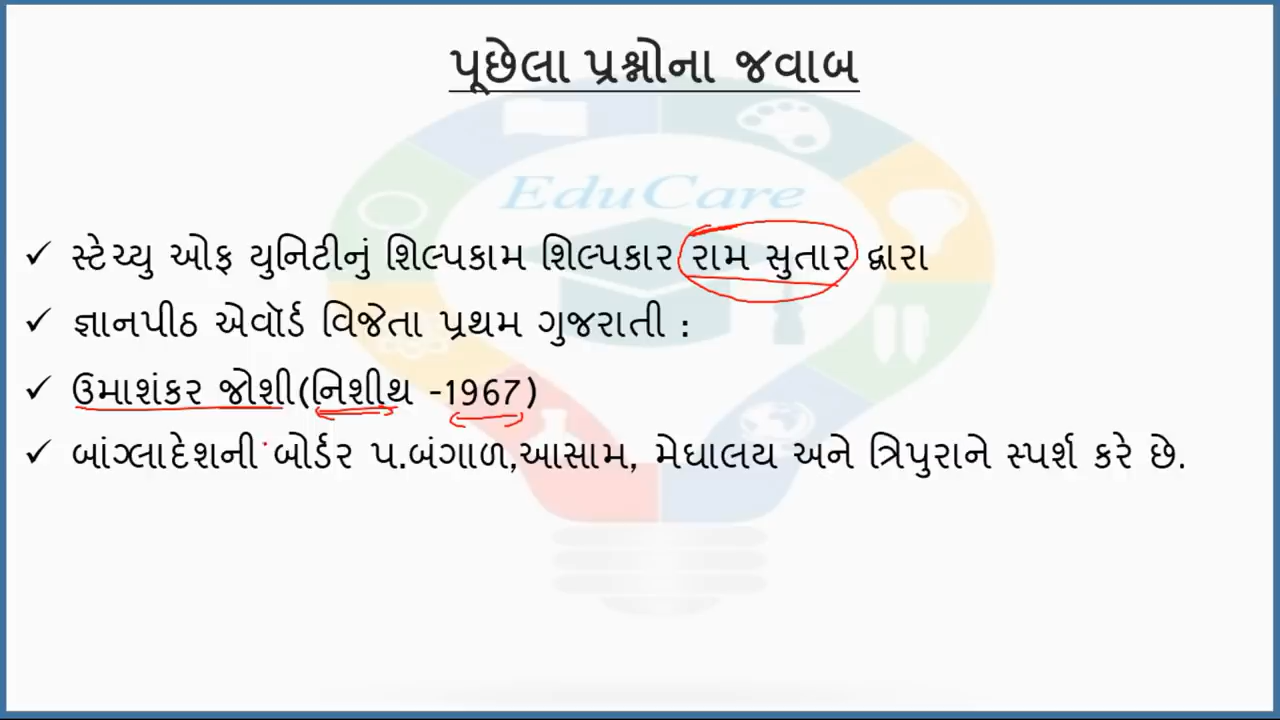 પૂછેલા પ્રશ્નોના જવાબ
EduCare
✓ સ્ટેચ્યુ ઓફ યુનિટીનું શિલ્પકામ શિલ્પકાર રામ સુતાર દ્વારા
✓ જ્ઞાનપીઠ એવૉર્ડ વિજેતા પ્રથમ ગુજરાતી :
✓ ઉમાશંકર જોશી(નિશીથ -1967)
✓ બાંગ્લાદેશની બોર્ડર પ.બંગાળ,આસામ, મેઘાલય અને ત્રિપુરાને સ્પર્શ કરે છે.